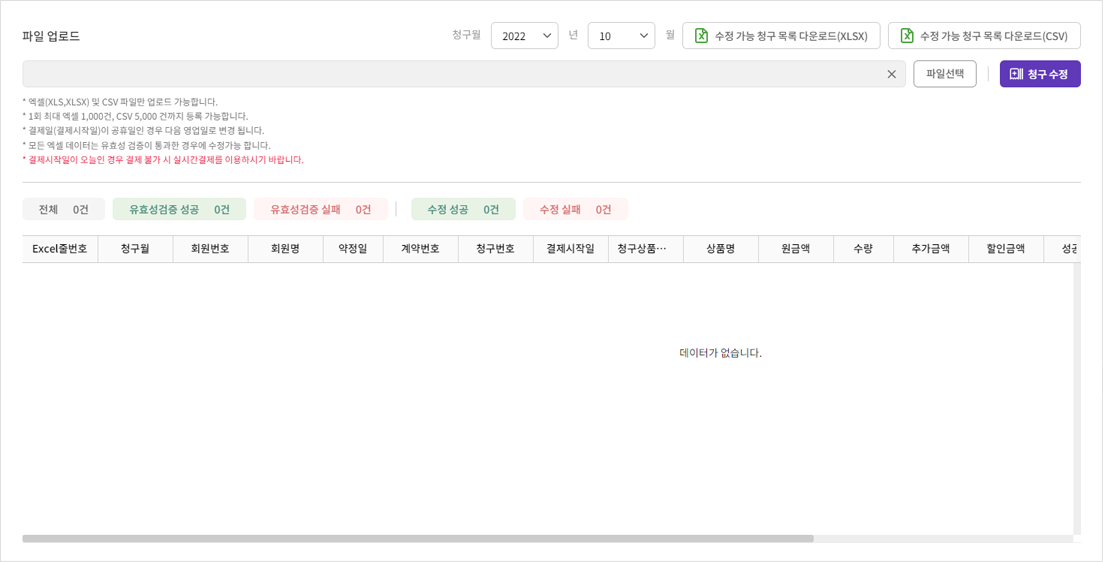 파일 업로드 청구월 2022 년 10 월 수정 가능 청구 목록 다운로드(XLSX) 수정 가능 청구 목록 다운로드(CSV)
파일선택 청구 수정
* 엑셀(XLS,XLSX) 및 CSV 파일만 업로드 가능합니다.
* 1회 최대 엑셀 1,000건, CSV 5,000 건까지 등록 가능합니다.
* 결제일(결제시작일)이 공휴일인 경우 다음 영업일로 변경 됩니다.
* 모든 엑셀 데이터는 유효성 검증이 통과한 경우에 수정가능 합니다.
* 결제시작일이 오늘인 경우 결제 불가 시 실시간결제를 이용하시기 바랍니다.
전체 0건 유효성검증 성공 0건 유효성검증 실패 0건 수정 성공 0건 수정 실패 0건
Excel줄번호 청구월 회원번호 회원명 약정일 계약번호 청구번호 결제시작일 청구상품… 상품명 원금액 수량 추가금액 할인금액
데이터가 없습니다.